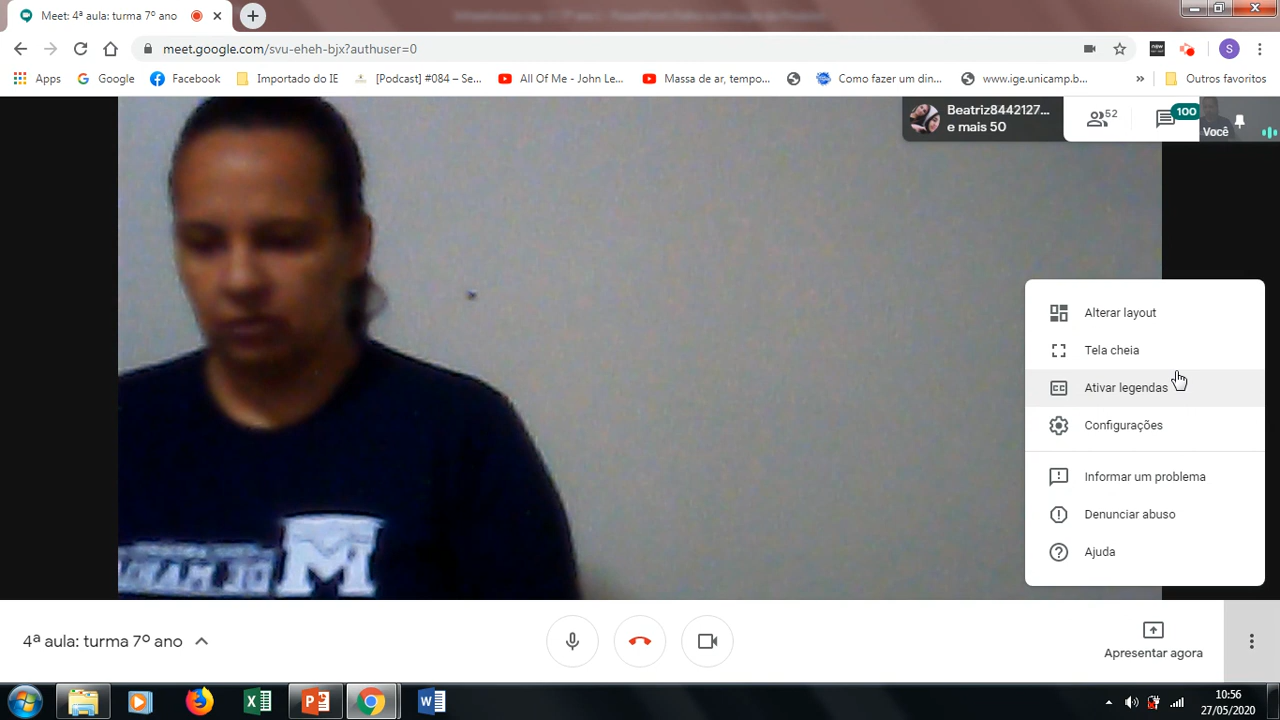 Meet: 4ª aula: turma 7º ano
meet.google.com/svu-eheh-bjx?authuser=0
Apps
Google
Facebook
Importado do IE
[Podcast] #084 – Se...
All Of Me - John Le...
Massa de ar, tempo...
Como fazer um din...
www.ige.unicamp.b...
»
Outros favoritos
S
Beatriz8442127...
e mais 50
52
100
Você
Alterar layout
Tela cheia
CC
Ativar legendas
Configurações
Informar um problema
Denunciar abuso
Ajuda
M
4ª aula: turma 7º ano
Apresentar agora
10:56
27/05/2020